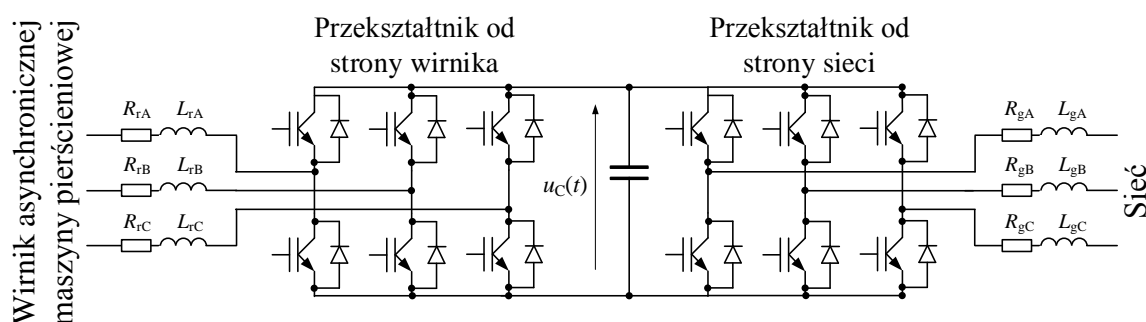 Wirnik asynchronicznej
maszyny pierścieniowej
Przekształtnik od
strony wirnika
Przekształtnik od
strony sieci
RrA LrA
RrB LrB
RrC LrC
uC(t)
RgA LgA
RgB LgB
RgC LgC
Sieć